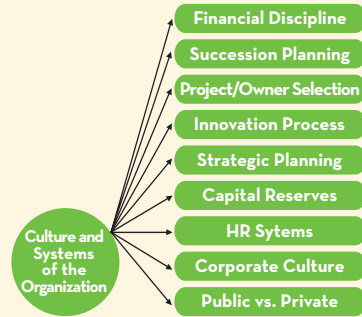 Financial Discipline
Succession Planning
Project/Owner Selection
Innovation Process
Strategic Planning
Capital Reserves
HR Sytems
Corporate Culture
Public vs. Private
Culture and
Systems
of the
Organization